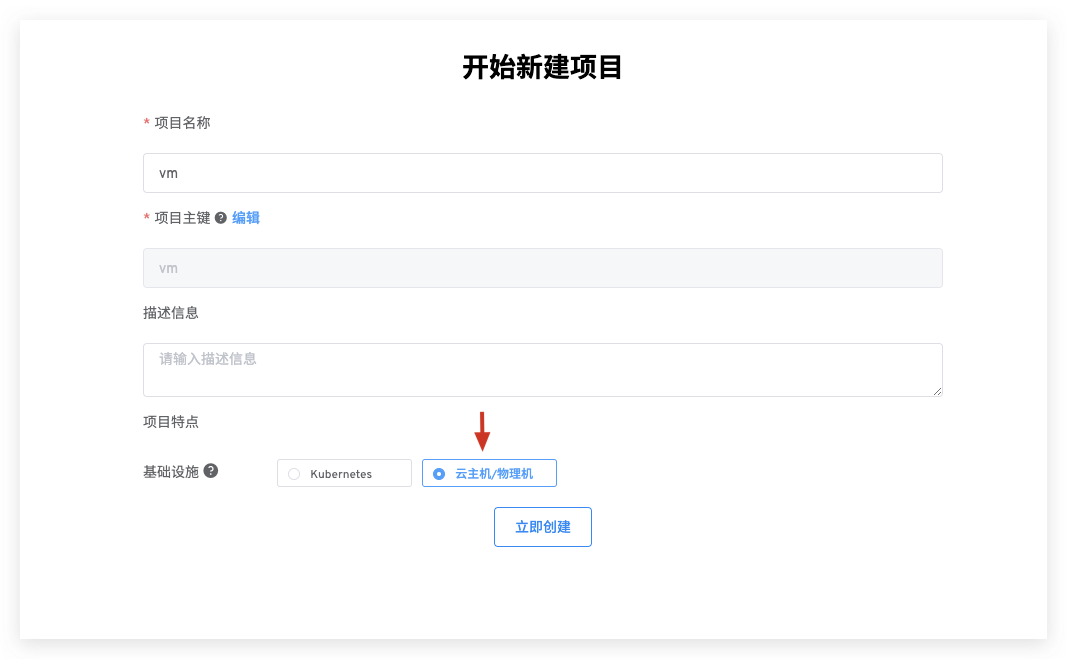 开始新建项目
* 项目名称
vm
* 项目主键 ? 编辑
vm
描述信息
请输入描述信息
项目特点
基础设施 ? Kubernetes 云主机/物理机
立即创建